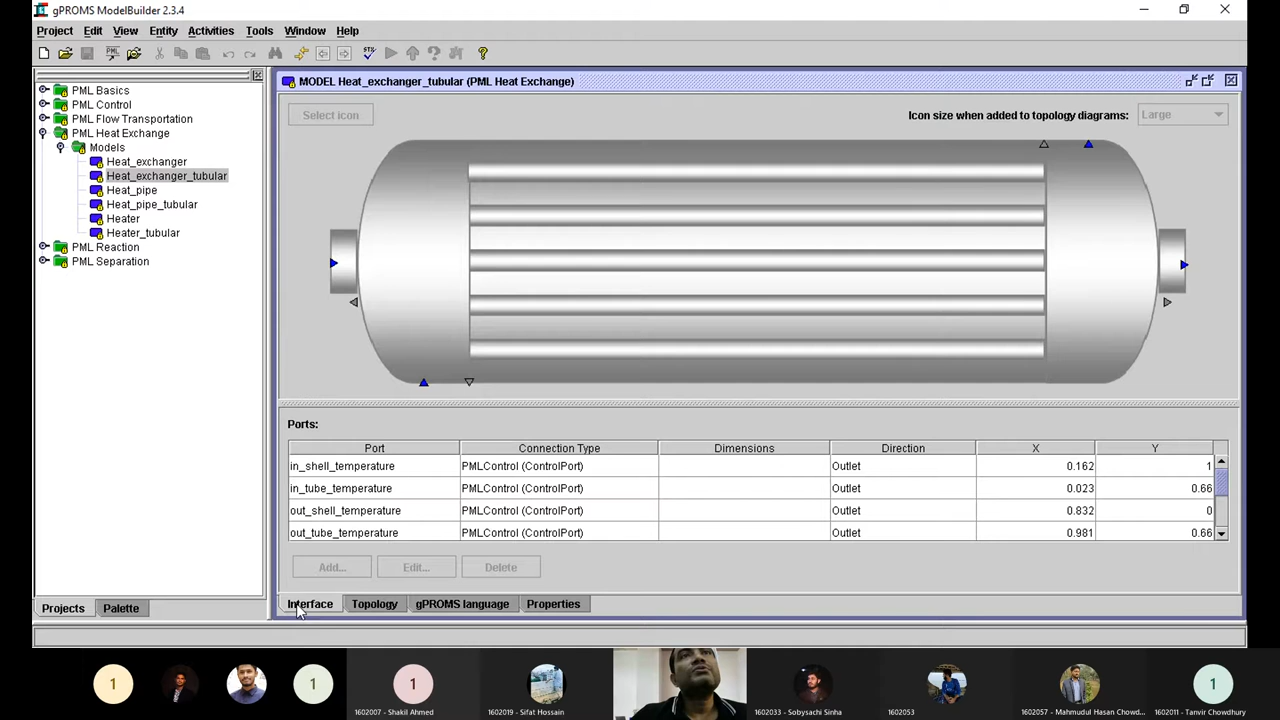 gPROMS ModelBuilder 2.3.4
Project Edit View Entity Activities Tools Window Help
PML
STX
PML Basics
PML Control
PML Flow Transportation
PML Heat Exchange
Models
Heat_exchanger
Heat_exchanger_tubular
Heat_pipe
Heat_pipe_tubular
Heater
Heater_tubular
PML Reaction
PML Separation
Projects Palette
MODEL Heat_exchanger_tubular (PML Heat Exchange)
Select icon Icon size when added to topology diagrams: Large
Ports:
Port Connection Type Dimensions Direction X Y
in_shell_temperature PMLControl (ControlPort) Outlet 0.162 1
in_tube_temperature PMLControl (ControlPort) Outlet 0.023 0.66
out_shell_temperature PMLControl (ControlPort) Outlet 0.832 0
out_tube_temperature PMLControl (ControlPort) Outlet 0.981 0.66
Add... Edit... Delete
Interface Topology gPROMS language Properties
1 1 1 1
1602007 - Shakil Ahmed 1602019 - Sifat Hossain 1602033 - Sobysachi Sinha 1602053 1602057 - Mahmudul Hasan Chowd... 1602011 - Tanvir Chowdhury